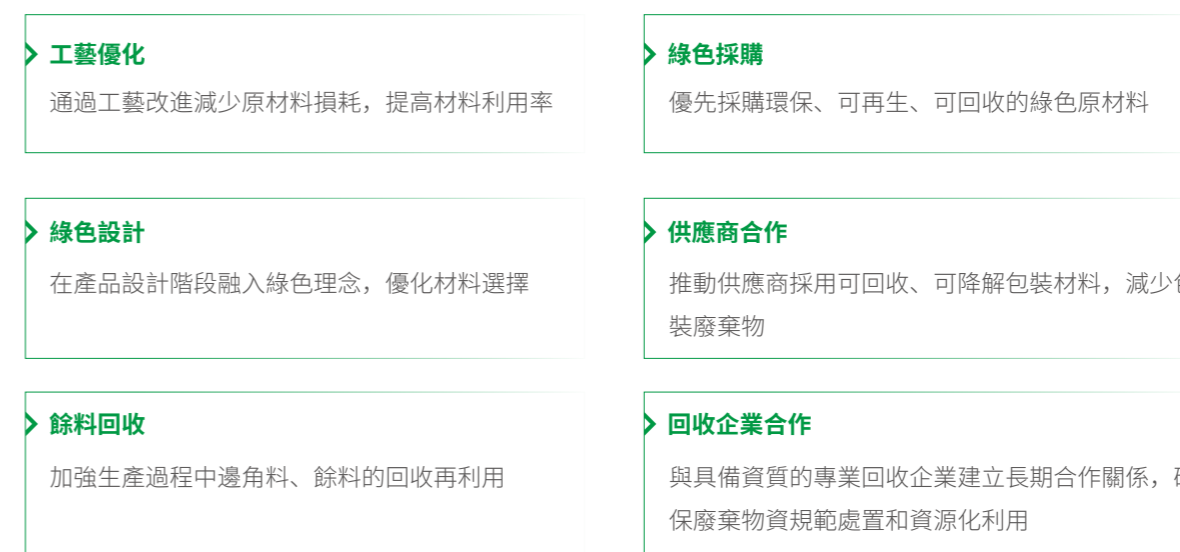 工藝優化
通過工藝改進減少原材料損耗，提高材料利用率
綠色採購
優先採購環保、可再生、可回收的綠色原材料
綠色設計
在產品設計階段融入綠色理念，優化材料選擇
供應商合作
推動供應商採用可回收、可降解包裝材料，減少
裝廢棄物
餘料回收
加強生產過程中邊角料、餘料的回收再利用
回收企業合作
與具備資質的專業回收企業建立長期合作關係，
保廢棄物資規範處置和資源化利用